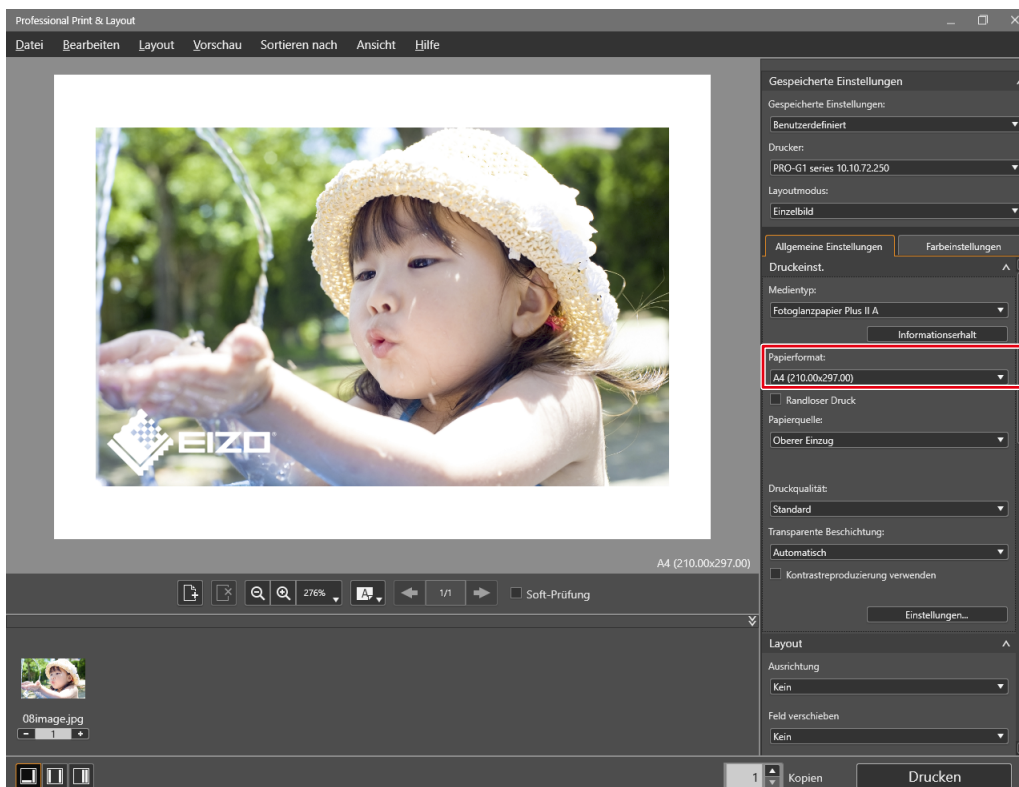 Professional Print & Layout
Datei Bearbeiten Layout Vorschau Sortieren nach Ansicht Hilfe
EIZO
A4 (210.00x297.00)
276%
A
1/1
Soft-Prüfung
08image.jpg
- 1 +
Gespeicherte Einstellungen
Gespeicherte Einstellungen:
Benutzerdefiniert
Drucker:
PRO-G1 series 10.10.72.250
Layoutmodus:
Einzelbild
Allgemeine Einstellungen Farbeinstellungen
Druckeinst.
Medientyp:
Fotoglanzpapier Plus II A
Informationserhalt
Papierformat:
A4 (210.00x297.00)
Randloser Druck
Papierquelle:
Oberer Einzug
Druckqualität:
Standard
Transparente Beschichtung:
Automatisch
Kontrastreproduzierung verwenden
Einstellungen...
Layout
Ausrichtung
Kein
Feld verschieben
Kein
1 Kopien Drucken